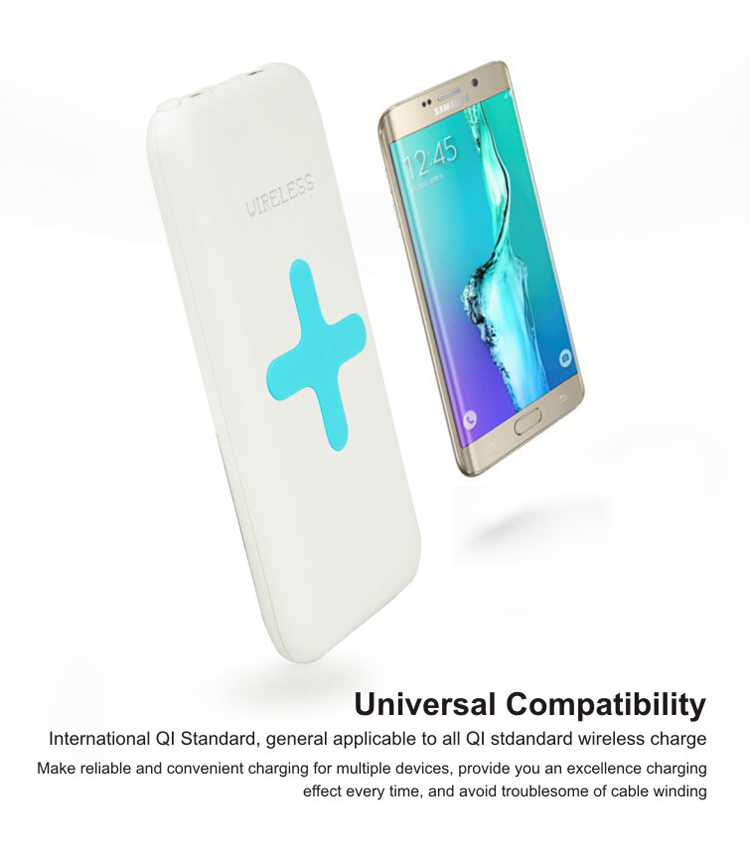 WIRELESS
SAMSUNG
12:45
Universal Compatibility
International QI Standard, general applicable to all QI stdandard wireless charge
Make reliable and convenient charging for multiple devices, provide you an excellence charging
effect every time, and avoid troublesome of cable winding